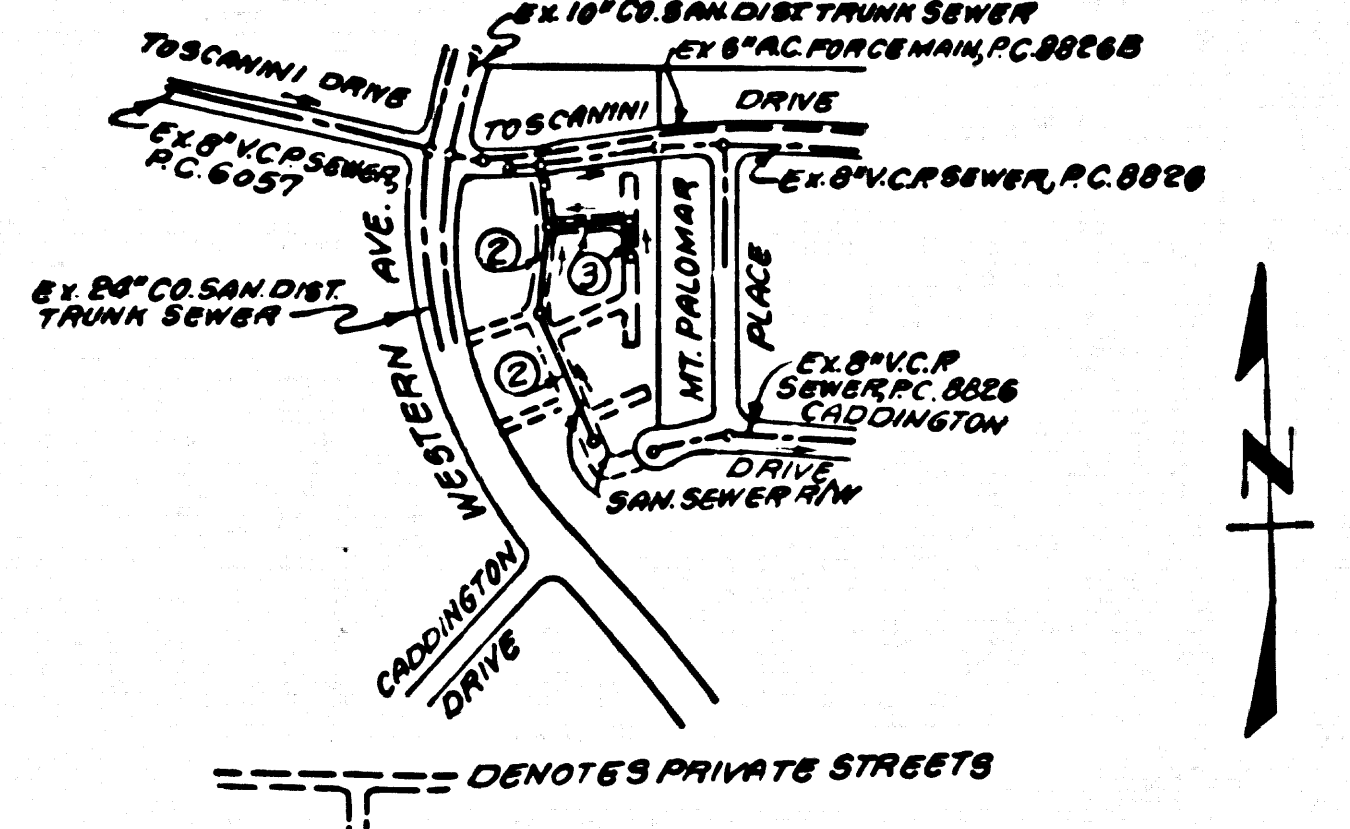 EX. 10" CO. SAN. DIST TRUNK SEWER
TOSCANINI DRIVE
EX 6" A.C. FORCE MAIN, P.C. 8826B
TOSCANINI DRIVE
EX. 8" V.C.P. SEWER,
P.C. 6057
EX. 8" V.C.P. SEWER, P.C. 8826
WESTERN AVE.
2
3
MT. PALOMAR PLACE
EX. 24" CO. SAN. DIST.
TRUNK SEWER
2
EX. 8" V.C.P.
SEWER, P.C. 8826
CADDINGTON
DRIVE
SAN. SEWER R/W
CADDINGTON
DRIVE
N
DENOTES PRIVATE STREETS